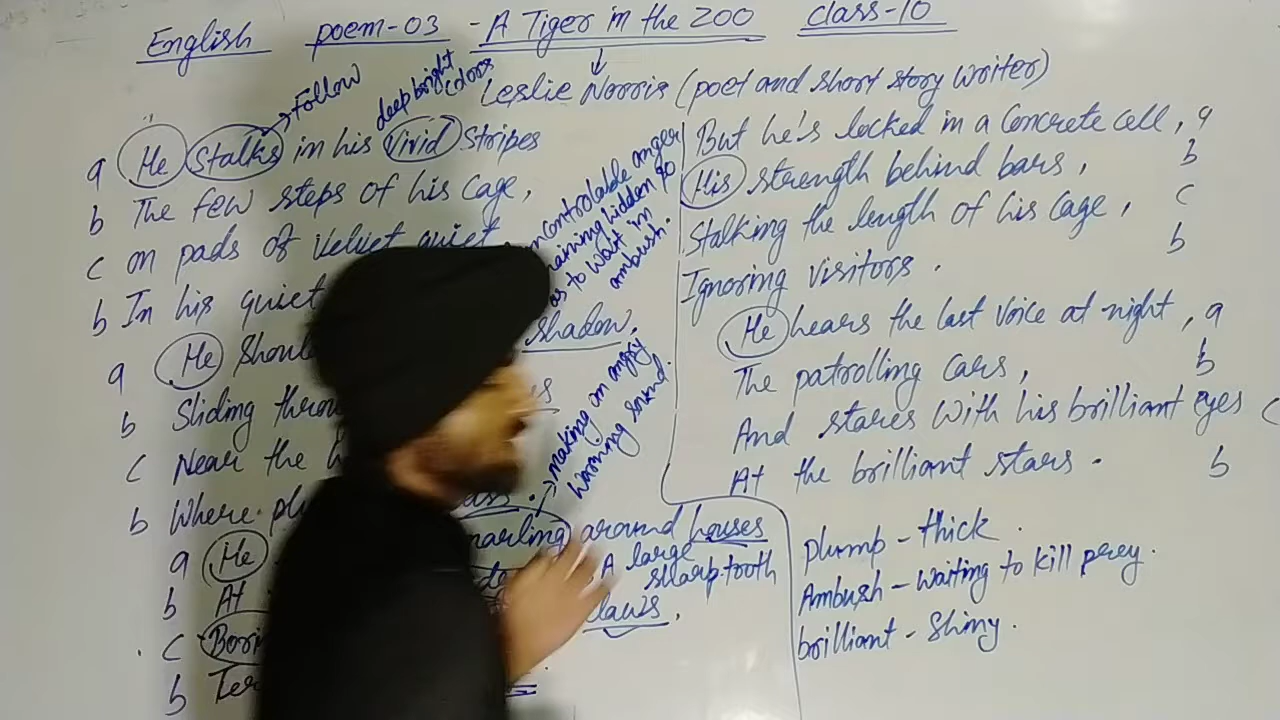 English poem-03 - A Tiger in the ZOO class-10
Leslie Norris (poet and short story writer)
Follow
deep bright colors
a He Stalks in his Vivid Stripes
b The few steps of his cage,
c on pads of velvet quiet
b In his quiet
hidden
as to wait in
ambush.
a He Shoul shadow,
b Sliding thro
c Near the
b Where
making an angry
warning sound.
a He snarling around houses
b At
A large
sharp tooth
c Bori claws,
b Ter
But he's locked in a Concrete cell, a
His strength behind bars, b
Stalking the length of his cage, c
Ignoring visitors. b
He hears the last voice at night, a
The patrolling cars, b
And stares with his brilliant eyes c
At the brilliant stars. b
plump - thick.
Ambush - Waiting to kill prey.
brilliant - Shiny.